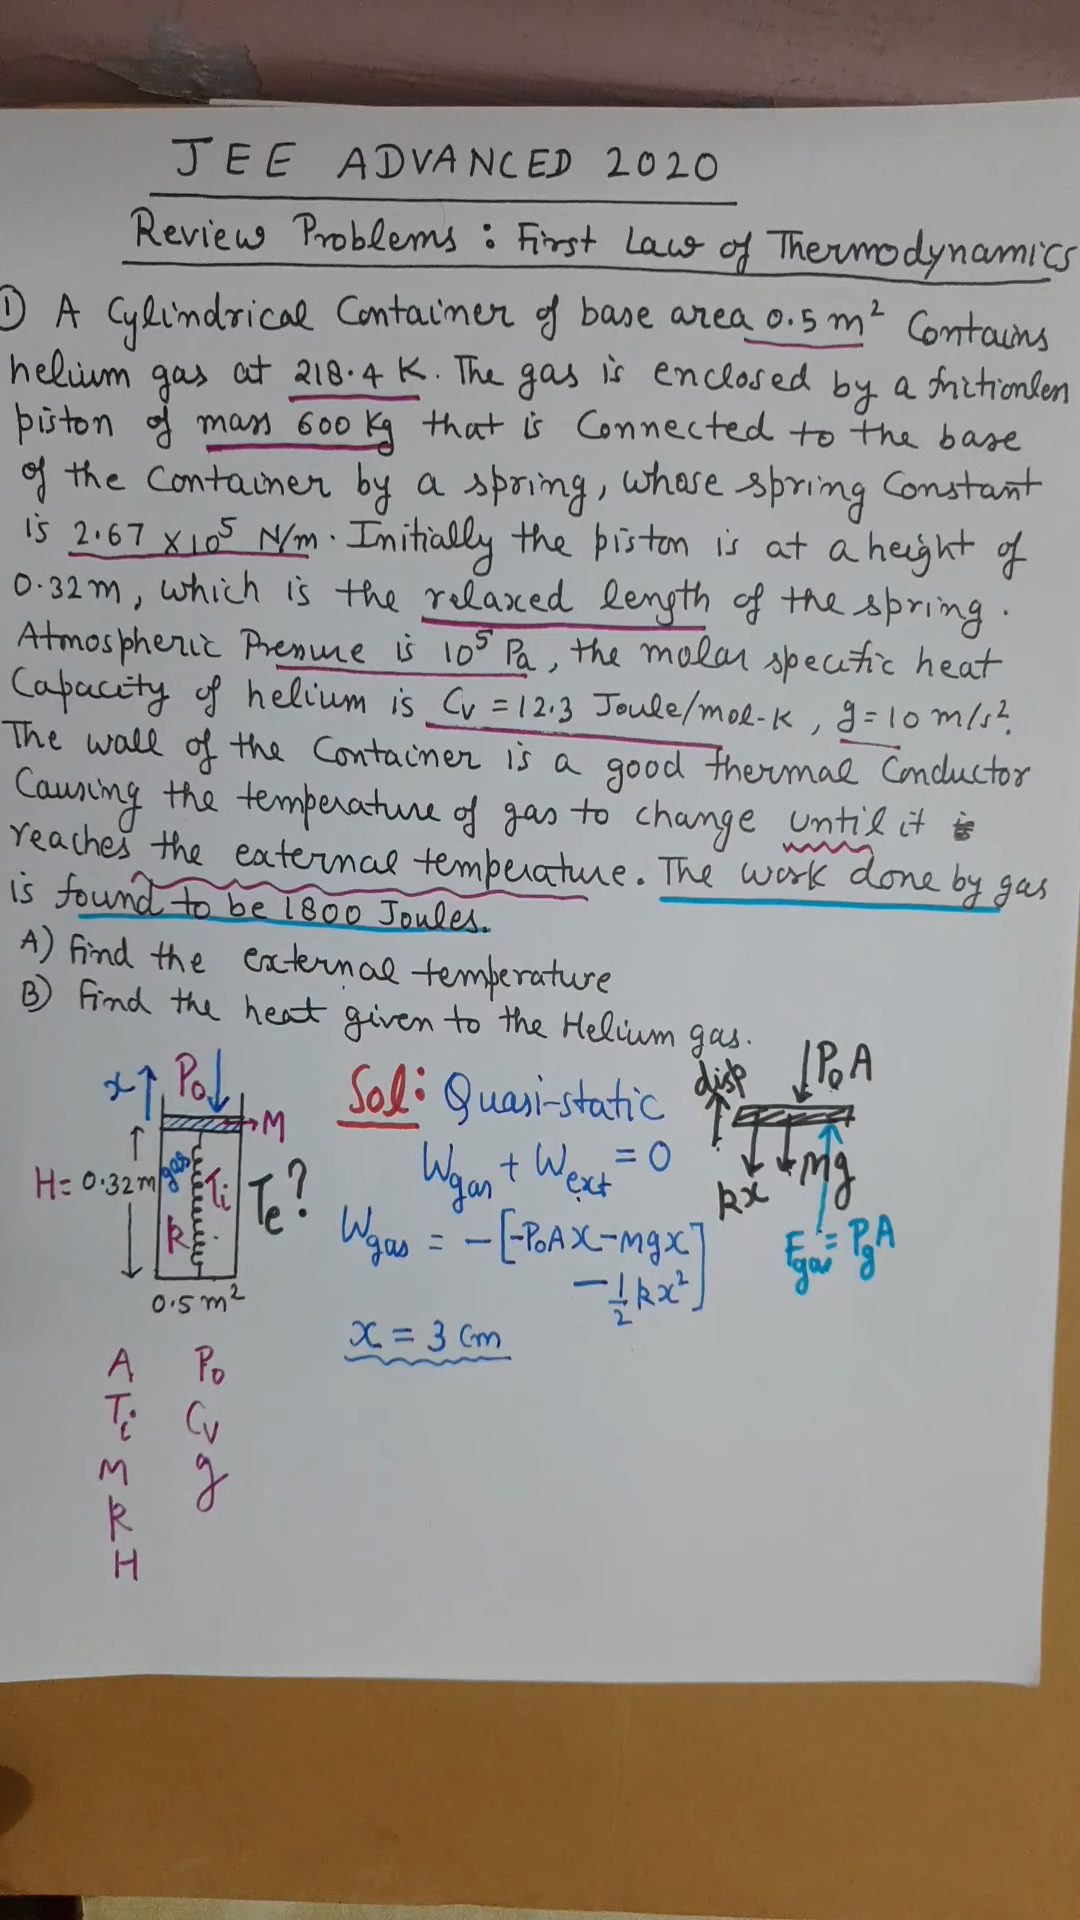 JEE ADVANCED 2020
Review Problems: First Law of Thermodynamics
① A Cylindrical Container of base area 0.5 m² Contains
helium gas at 218.4 K. The gas is enclosed by a frictionless
piston of mass 600 Kg that is Connected to the base
of the Container by a spring, whose spring Constant
is 2.67 × 10⁵ N/m. Initially the piston is at a height of
0.32m, which is the relaxed length of the spring.
Atmospheric Pressure is 10⁵ Pa, the molar specific heat
Capacity of helium is Cv = 12.3 Joule/mol-K, g = 10 m/s².
The wall of the Container is a good thermal Conductor
Causing the temperature of gas to change until it
reaches the external temperature. The work done by gas
is found to be 1800 Joules.
A) Find the external temperature
B) Find the heat given to the Helium gas.
x P₀ M
H = 0.32m gas Ti k Te?
0.5 m²
Sol: Quasi-static
Wgas + Wext = 0
Wgas = -[-P₀Ax - mgx
- ½ kx²]
x = 3 cm
disp P₀A
kx mg
Fgas = PgA
A P₀
Ti Cv
M g
k
H